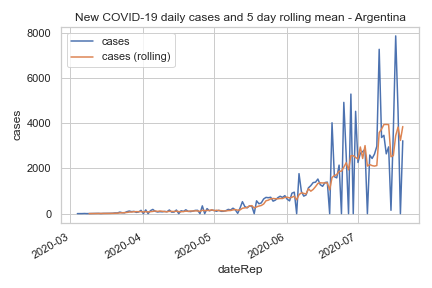 New COVID-19 daily cases and 5 day rolling mean - Argentina
cases
cases (rolling)
8000
6000
4000
2000
0
cases
2020-03
2020-04
2020-05
2020-06
2020-07
dateRep